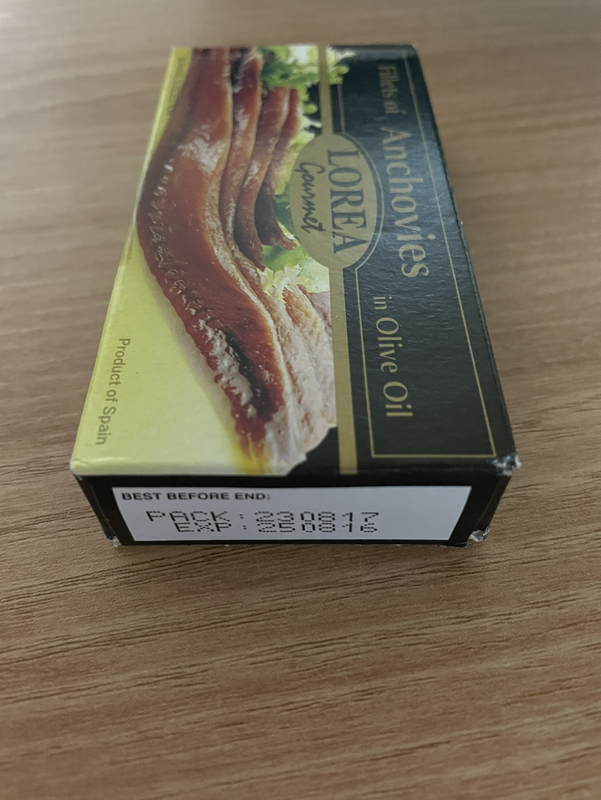 Fillets of Anchovies
in Olive Oil
LOREA
Gourmet
Product of Spain
BEST BEFORE END:
PACK:230817
EXP:250816